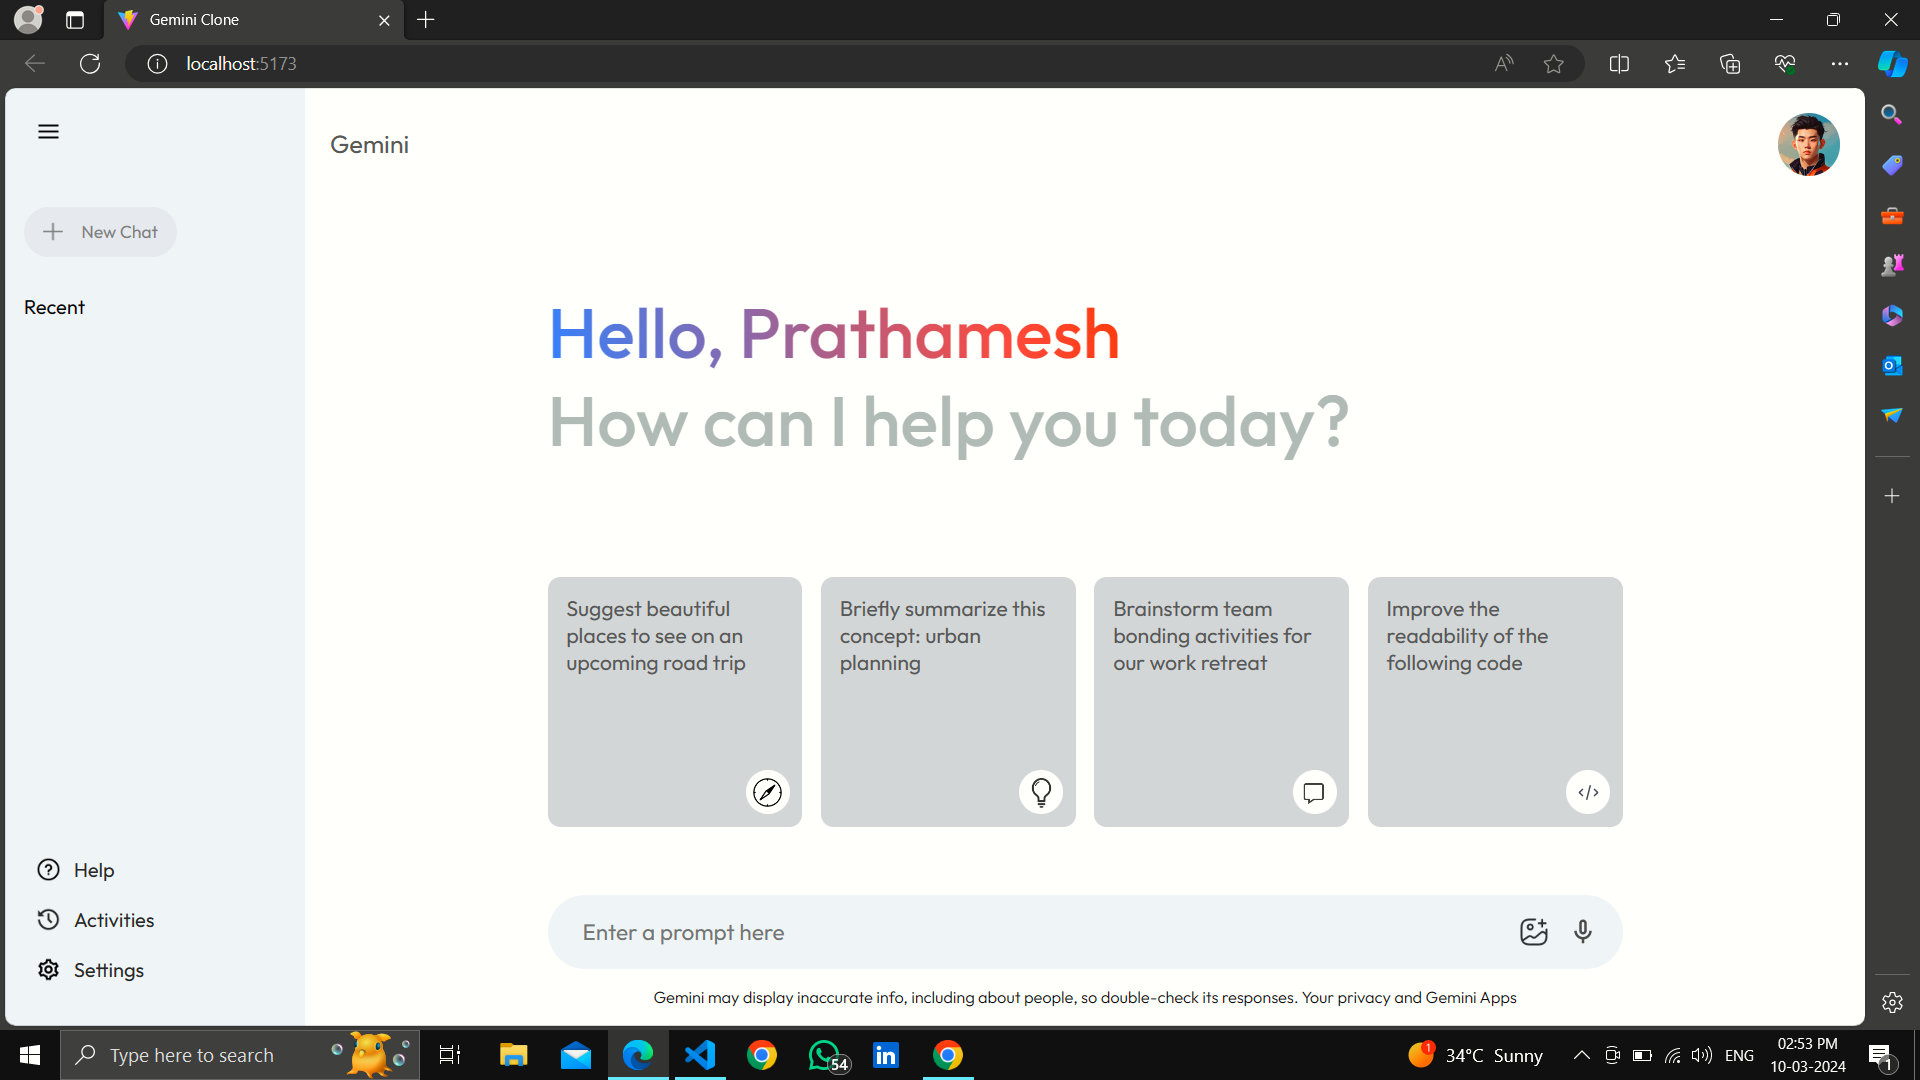 Gemini Clone
localhost:5173
Gemini
New Chat
Recent
Hello, Prathamesh
How can I help you today?
Suggest beautiful
places to see on an
upcoming road trip
Briefly summarize this
concept: urban
planning
Brainstorm team
bonding activities for
our work retreat
Improve the
readability of the
following code
Help
Activities
Settings
Enter a prompt here
Gemini may display inaccurate info, including about people, so double-check its responses. Your privacy and Gemini Apps
Type here to search
54
1
34°C Sunny
ENG
02:53 PM
10-03-2024
1